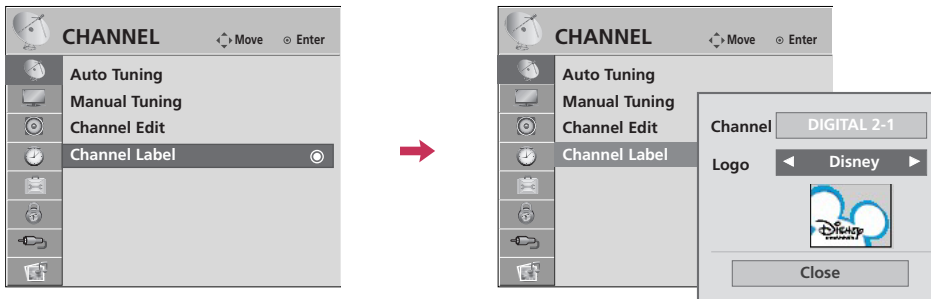 CHANNEL
Move
Enter
Auto Tuning
Manual Tuning
Channel Edit
Channel Label
CHANNEL
Move
Enter
Auto Tuning
Manual Tuning
Channel Edit
Channel Label
Channel DIGITAL 2-1
Logo ◄ Disney ►
Disney
Close